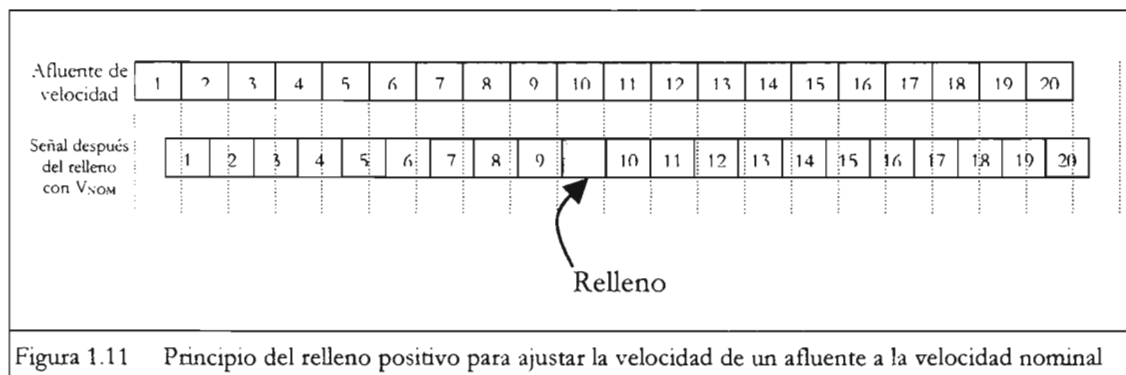 Afluente de
velocidad
1 2 3 4 5 6 7 8 9 10 11 12 13 14 15 16 17 18 19 20
Señal después
del relleno
con VNOM
1 2 3 4 5 6 7 8 9 10 11 12 13 14 15 16 17 18 19 20
Relleno
Figura 1.11 Principio del relleno positivo para ajustar la velocidad de un afluente a la velocidad nominal